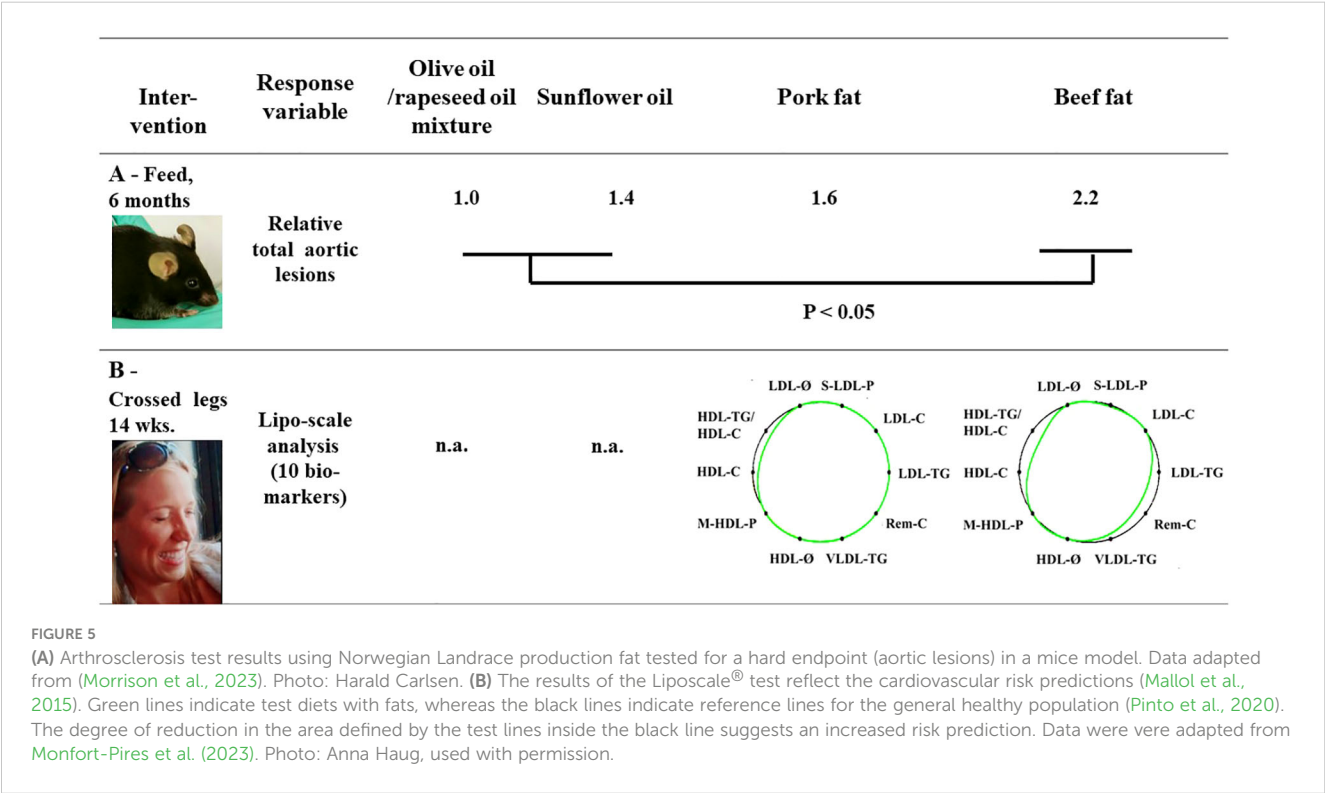 Inter-
vention
Response
variable
Olive oil
/rapeseed oil
mixture
Sunflower oil
Pork fat
Beef fat
A - Feed,
6 months
Relative
total aortic
lesions
1.0
1.4
1.6
2.2
P < 0.05
B -
Crossed legs
14 wks.
Lipo-scale
analysis
(10 bio-
markers)
n.a.
n.a.
LDL-Ø S-LDL-P
HDL-TG/
HDL-C
LDL-C
HDL-C
LDL-TG
M-HDL-P
Rem-C
HDL-Ø VLDL-TG
LDL-Ø S-LDL-P
HDL-TG/
HDL-C
LDL-C
HDL-C
LDL-TG
M-HDL-P
Rem-C
HDL-Ø VLDL-TG
FIGURE 5
(A) Arthrosclerosis test results using Norwegian Landrace production fat tested for a hard endpoint (aortic lesions) in a mice model. Data adapted
from (Morrison et al., 2023). Photo: Harald Carlsen. (B) The results of the Liposcale® test reflect the cardiovascular risk predictions (Mallol et al.,
2015). Green lines indicate test diets with fats, whereas the black lines indicate reference lines for the general healthy population (Pinto et al., 2020).
The degree of reduction in the area defined by the test lines inside the black line suggests an increased risk prediction. Data were vere adapted from
Monfort-Pires et al. (2023). Photo: Anna Haug, used with permission.